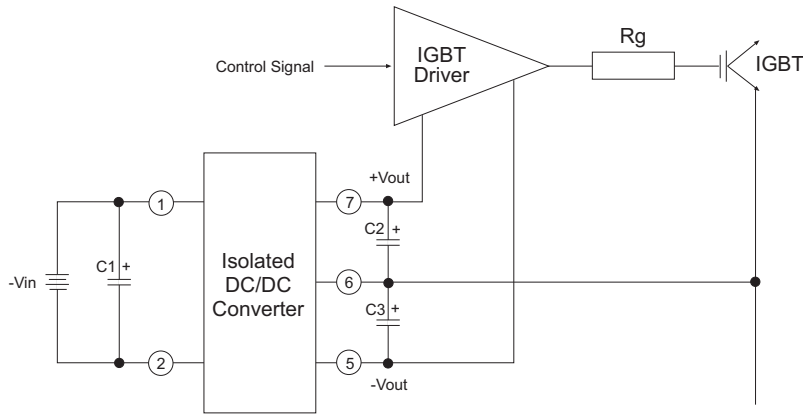 Rg
IGBT
Driver
Control Signal
IGBT
+Vout
1
7
C2 +
C1 +
-Vin
Isolated
DC/DC
Converter
6
C3 +
2
5
-Vout